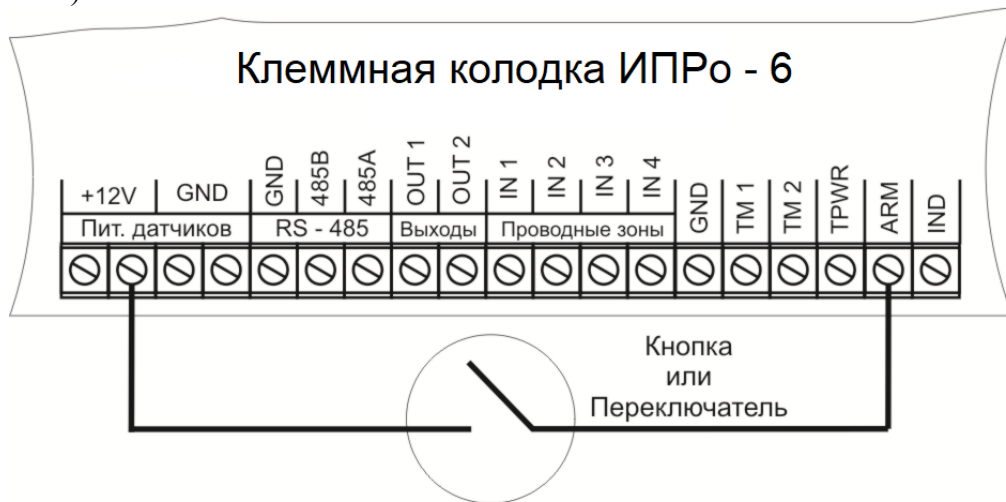 )
Клеммная колодка ИПРо - 6
+12V GND GND 485B 485A OUT 1 OUT 2 IN 1 IN 2 IN 3 IN 4 GND TM 1 TM 2 TPWR ARM IND
Пит. датчиков RS - 485 Выходы Проводные зоны
Кнопка
или
Переключатель